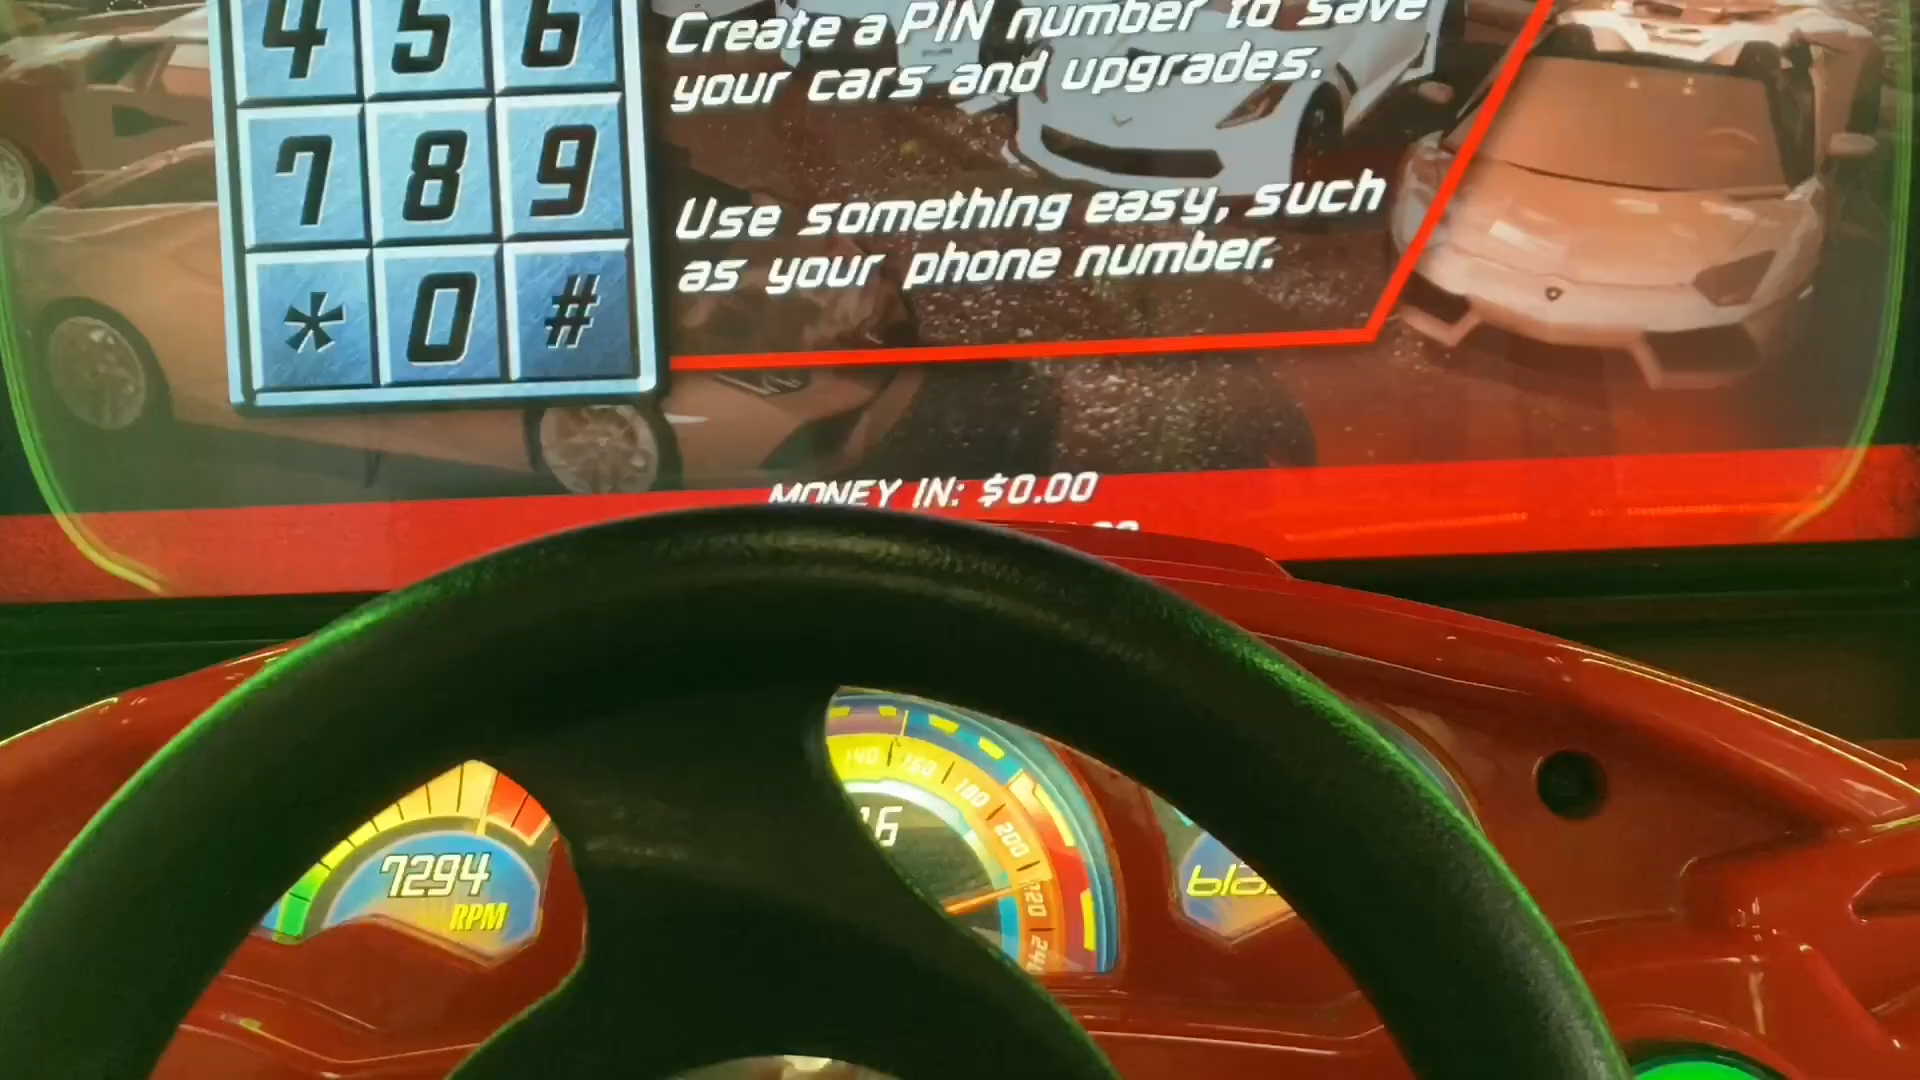 4 5 6
7 8 9
* 0 #
Create a PIN number to save
your cars and upgrades.
Use something easy, such
as your phone number.
MONEY IN: $0.00
140 160 180 200 220
7294
RPM